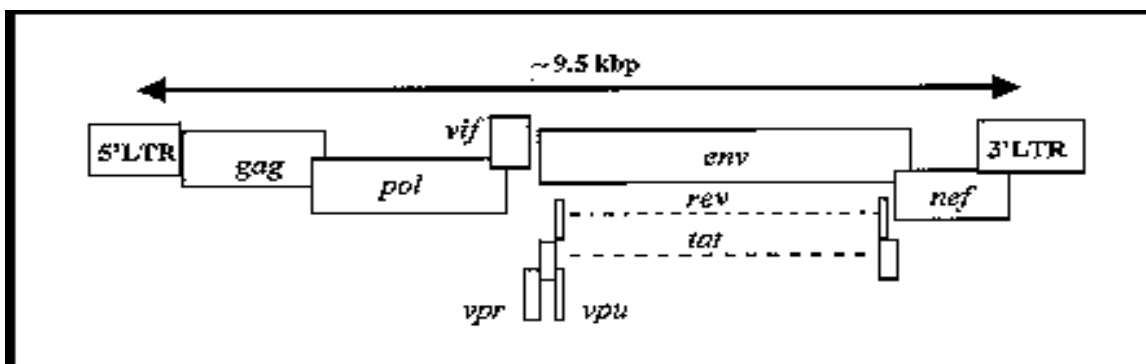 ~9.5 kbp
5'LTR
gag
pol
vif
env
3'LTR
rev
nef
tat
vpr
vpu